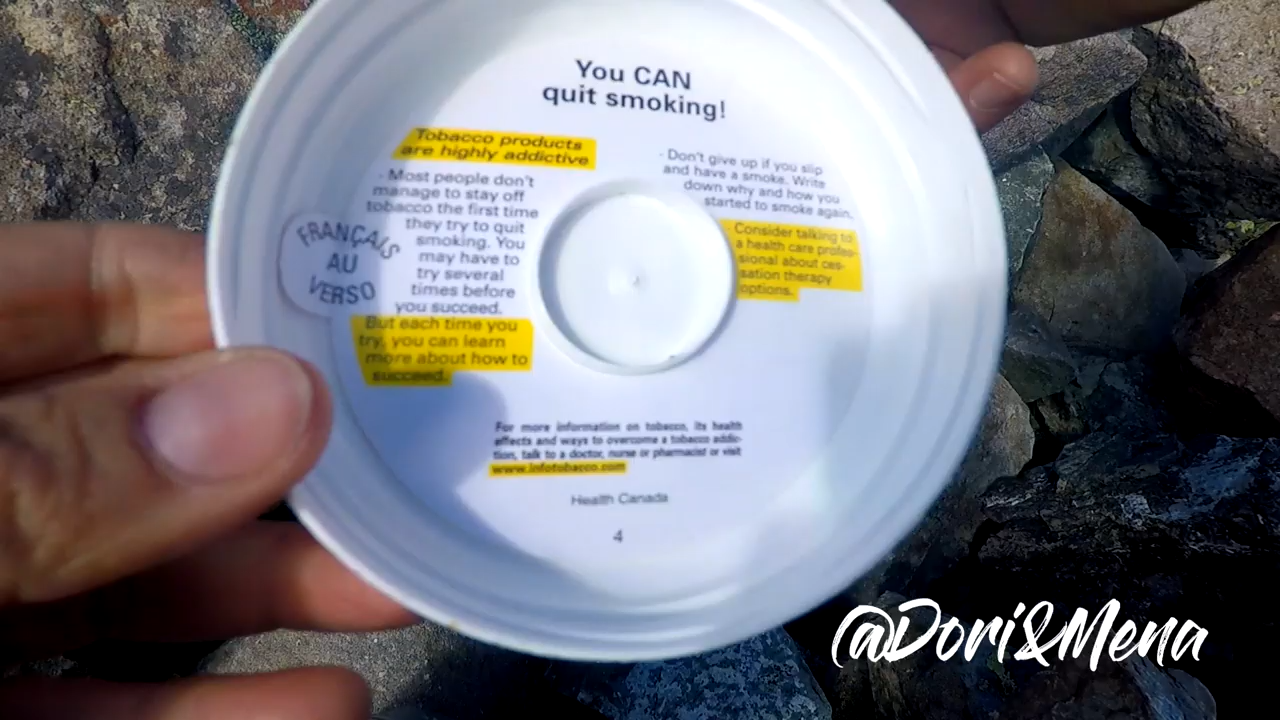 You CAN
quit smoking!
Tobacco products
are highly addictive
· Most people don't
manage to stay off
tobacco the first time
they try to quit
smoking. You
may have to
try several
times before
you succeed.
But each time you
try, you can learn
more about how to
succeed.
FRANÇAIS
AU
VERSO
· Don't give up if you slip
and have a smoke. Write
down why and how you
started to smoke again.
· Consider talking to
a health care profes-
sional about ces-
sation therapy
options.
For more information on tobacco, its health
effects and ways to overcome a tobacco addic-
tion, talk to a doctor, nurse or pharmacist or visit
www.infotobacco.com
Health Canada
4
@Dori&Mena